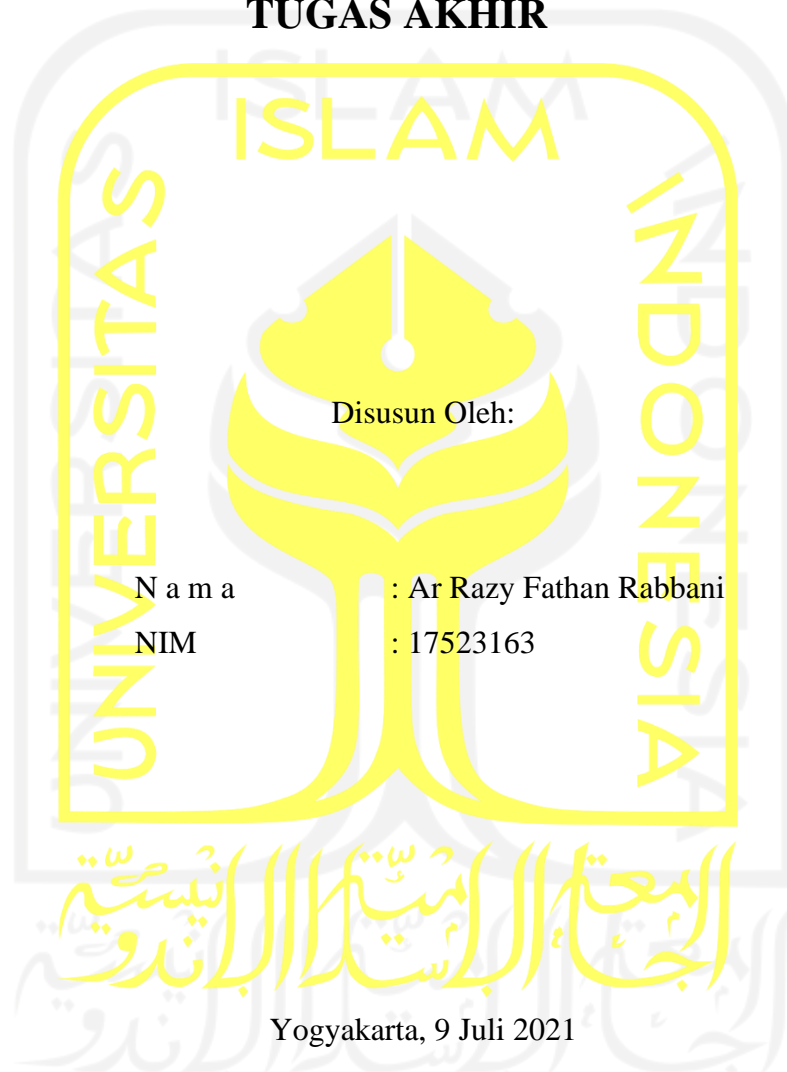 TUGAS AKHIR
ISLAM
UNIVERSITAS
INDONESIA
Disusun Oleh:
N a m a : Ar Razy Fathan Rabbani
NIM : 17523163
الجامعة الإسلامية الإندونيسية
Yogyakarta, 9 Juli 2021